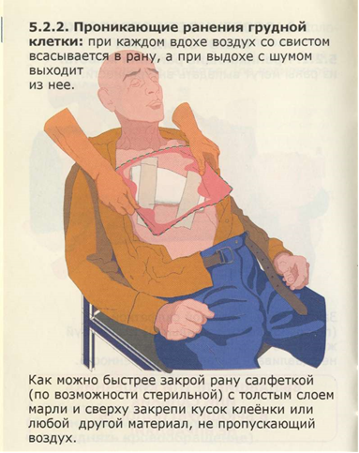 5.2.2. Проникающие ранения грудной
клетки: при каждом вдохе воздух со свистом
всасывается в рану, а при выдохе с шумом
выходит
из нее.
Как можно быстрее закрой рану салфеткой
(по возможности стерильной) с толстым слоем
марли и сверху закрепи кусок клеёнки или
любой другой материал, не пропускающий
воздух.